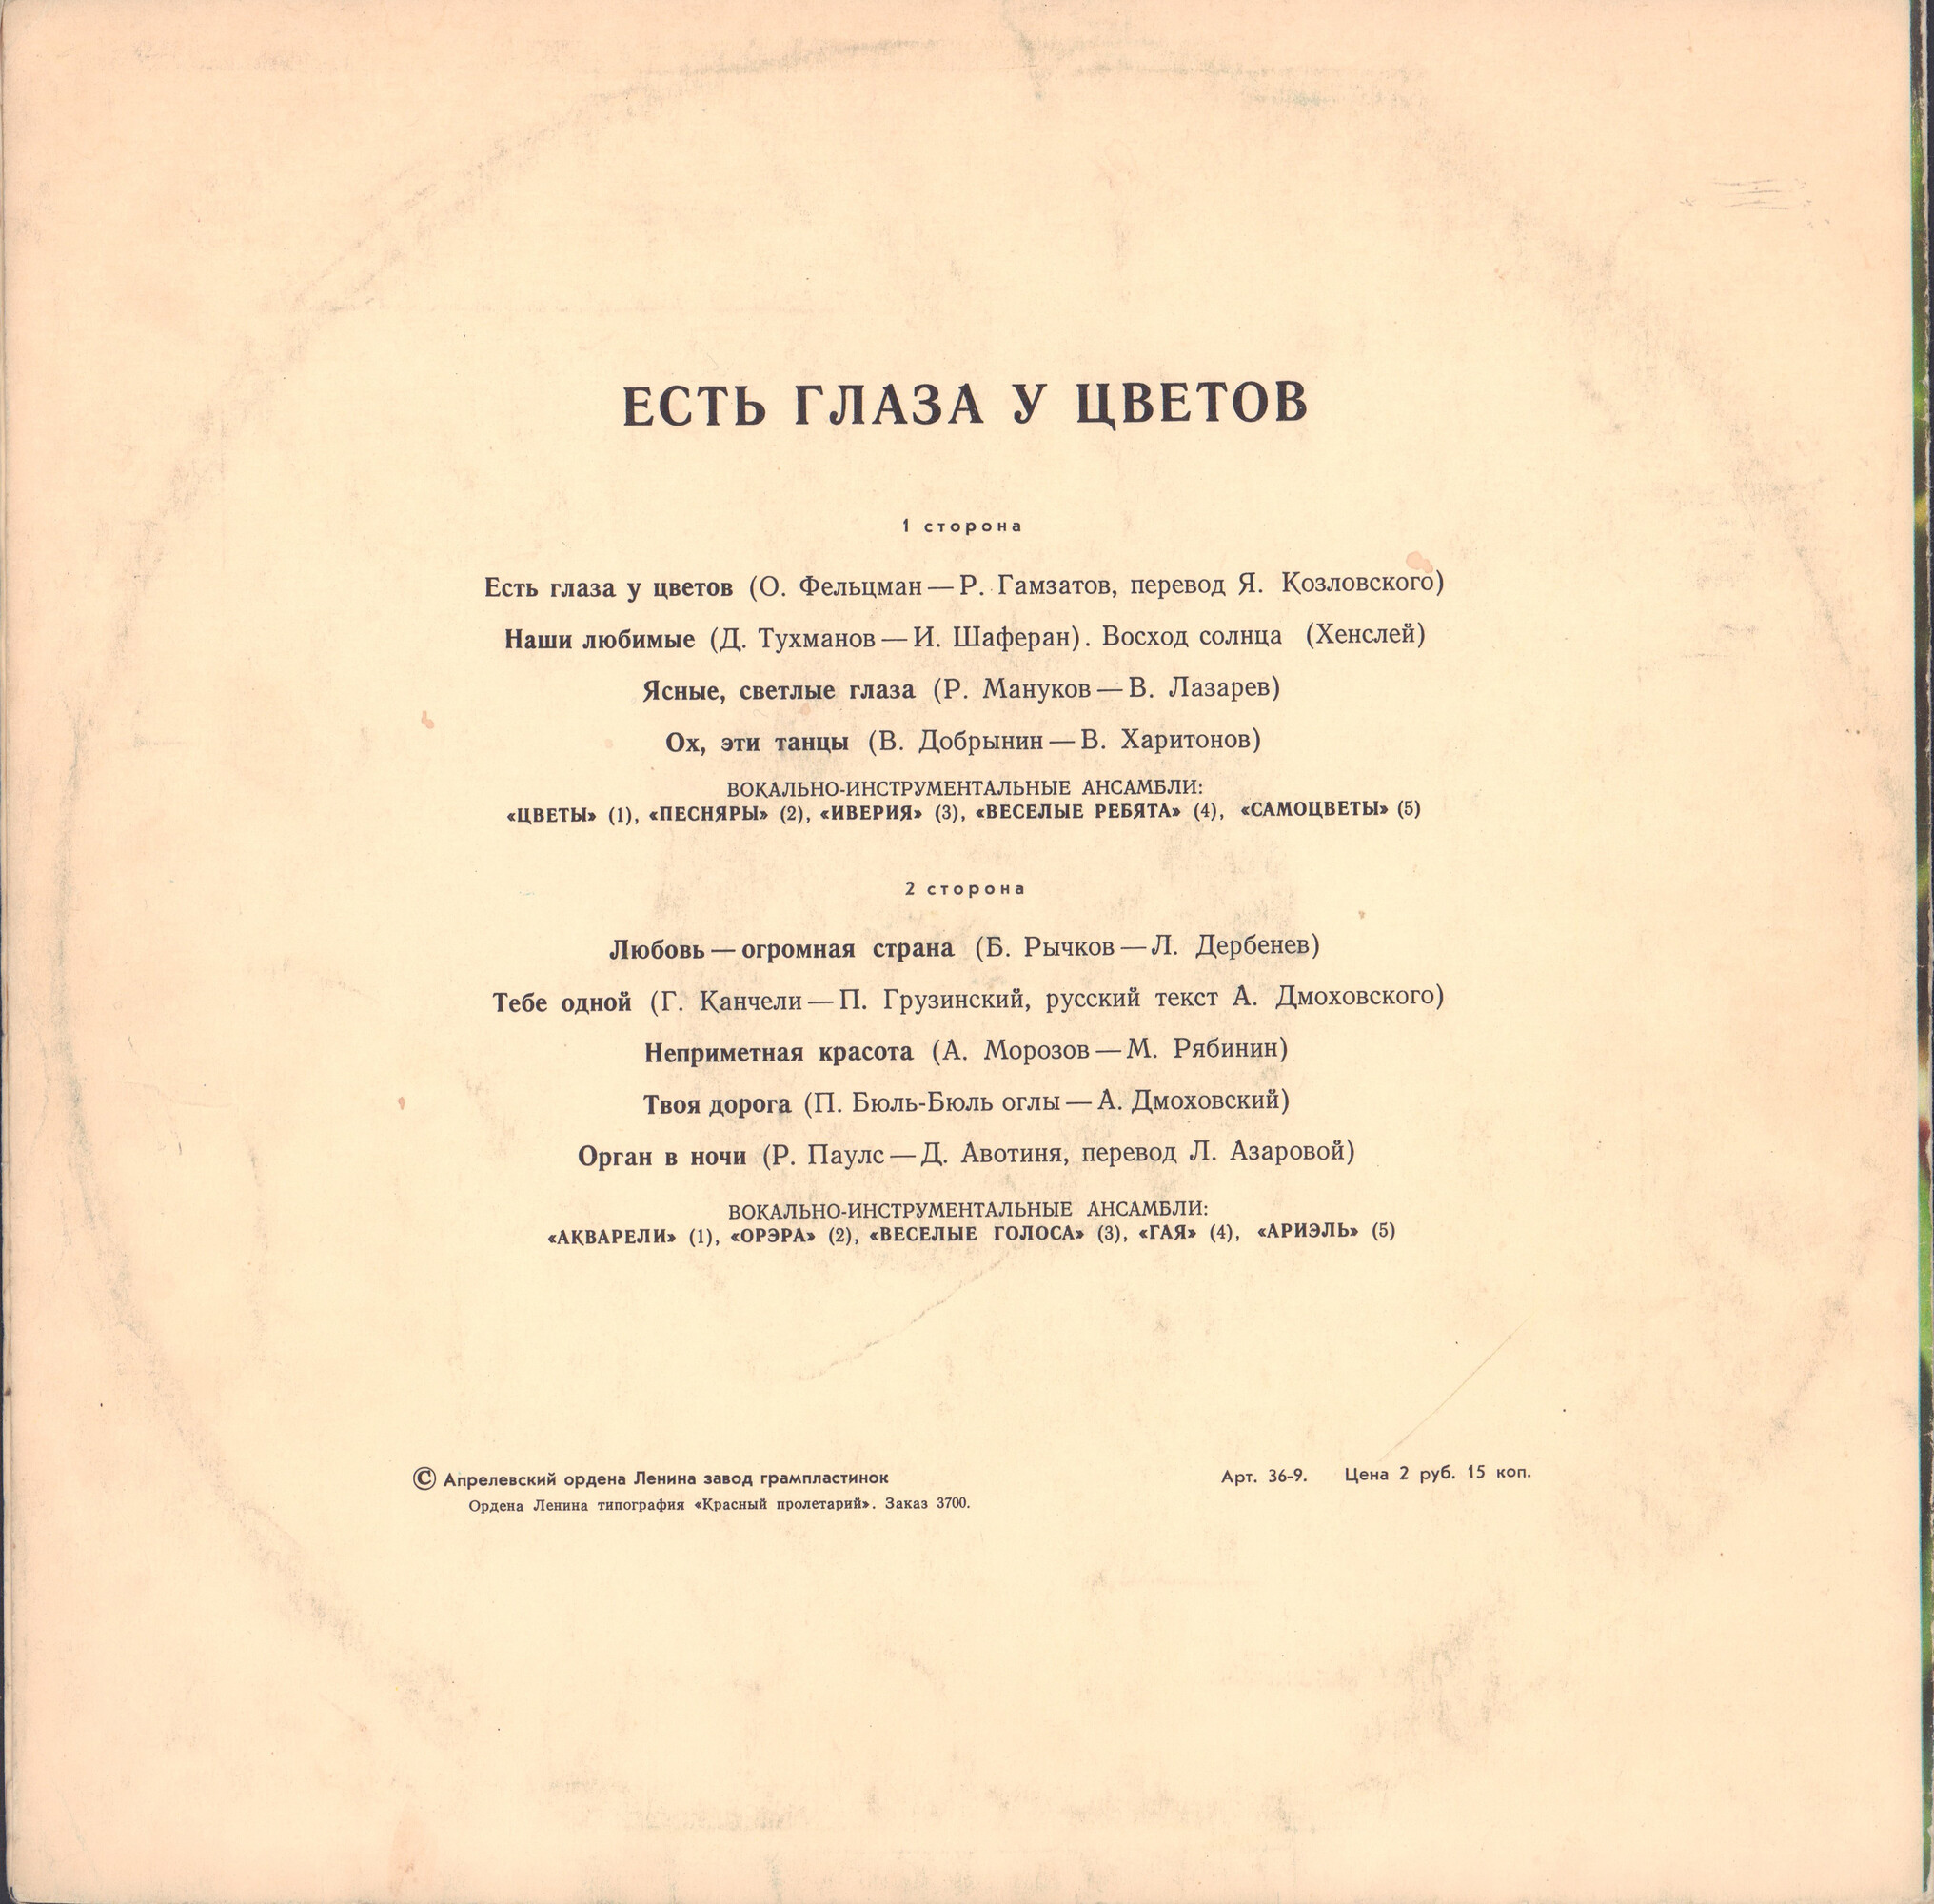 ЕСТЬ ГЛАЗА У ЦВЕТОВ
1 сторона
Есть глаза у цветов (О. Фельцман — Р. Гамзатов, перевод Я. Козловского)
Наши любимые (Д. Тухманов — И. Шаферан). Восход солнца (Хенслей)
Ясные, светлые глаза (Р. Мануков — В. Лазарев)
Ох, эти танцы (В. Добрынин — В. Харитонов)
ВОКАЛЬНО-ИНСТРУМЕНТАЛЬНЫЕ АНСАМБЛИ:
«ЦВЕТЫ» (1), «ПЕСНЯРЫ» (2), «ИВЕРИЯ» (3), «ВЕСЕЛЫЕ РЕБЯТА» (4), «САМОЦВЕТЫ» (5)
2 сторона
Любовь — огромная страна (Б. Рычков — Л. Дербенев)
Тебе одной (Г. Канчели — П. Грузинский, русский текст А. Дмоховского)
Неприметная красота (А. Морозов — М. Рябинин)
Твоя дорога (П. Бюль-Бюль оглы — А. Дмоховский)
Орган в ночи (Р. Паулс — Д. Авотиня, перевод Л. Азаровой)
ВОКАЛЬНО-ИНСТРУМЕНТАЛЬНЫЕ АНСАМБЛИ:
«АКВАРЕЛИ» (1), «ОРЭРА» (2), «ВЕСЕЛЫЕ ГОЛОСА» (3), «ГАЯ» (4), «АРИЭЛЬ» (5)
© Апрелевский ордена Ленина завод грампластинок
Арт. 36-9. Цена 2 руб. 15 коп.
Ордена Ленина типография «Красный пролетарий». Заказ 3700.